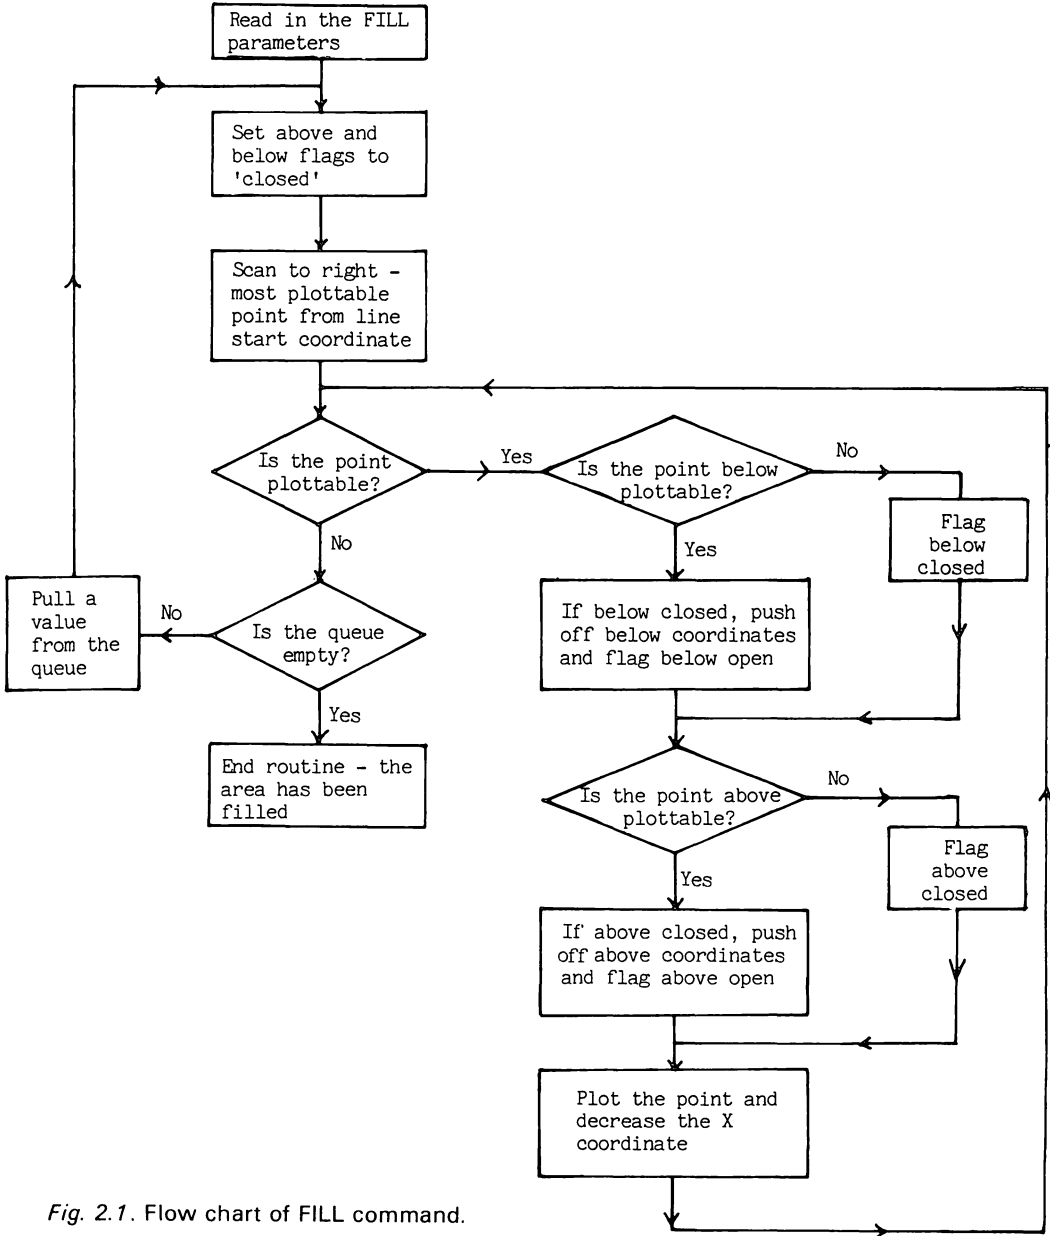 Read in the FILL
parameters
Set above and
below flags to
'closed'
Scan to right -
most plottable
point from line
start coordinate
Is the point
plottable?
Yes
Is the point below
plottable?
No
Flag
below
closed
No
Yes
Pull a
value
from the
queue
No
Is the queue
empty?
If below closed, push
off below coordinates
and flag below open
Yes
End routine - the
area has been
filled
Is the point above
plottable?
No
Flag
above
closed
Yes
If above closed, push
off above coordinates
and flag above open
Plot the point and
decrease the X
coordinate
Fig. 2.1. Flow chart of FILL command.